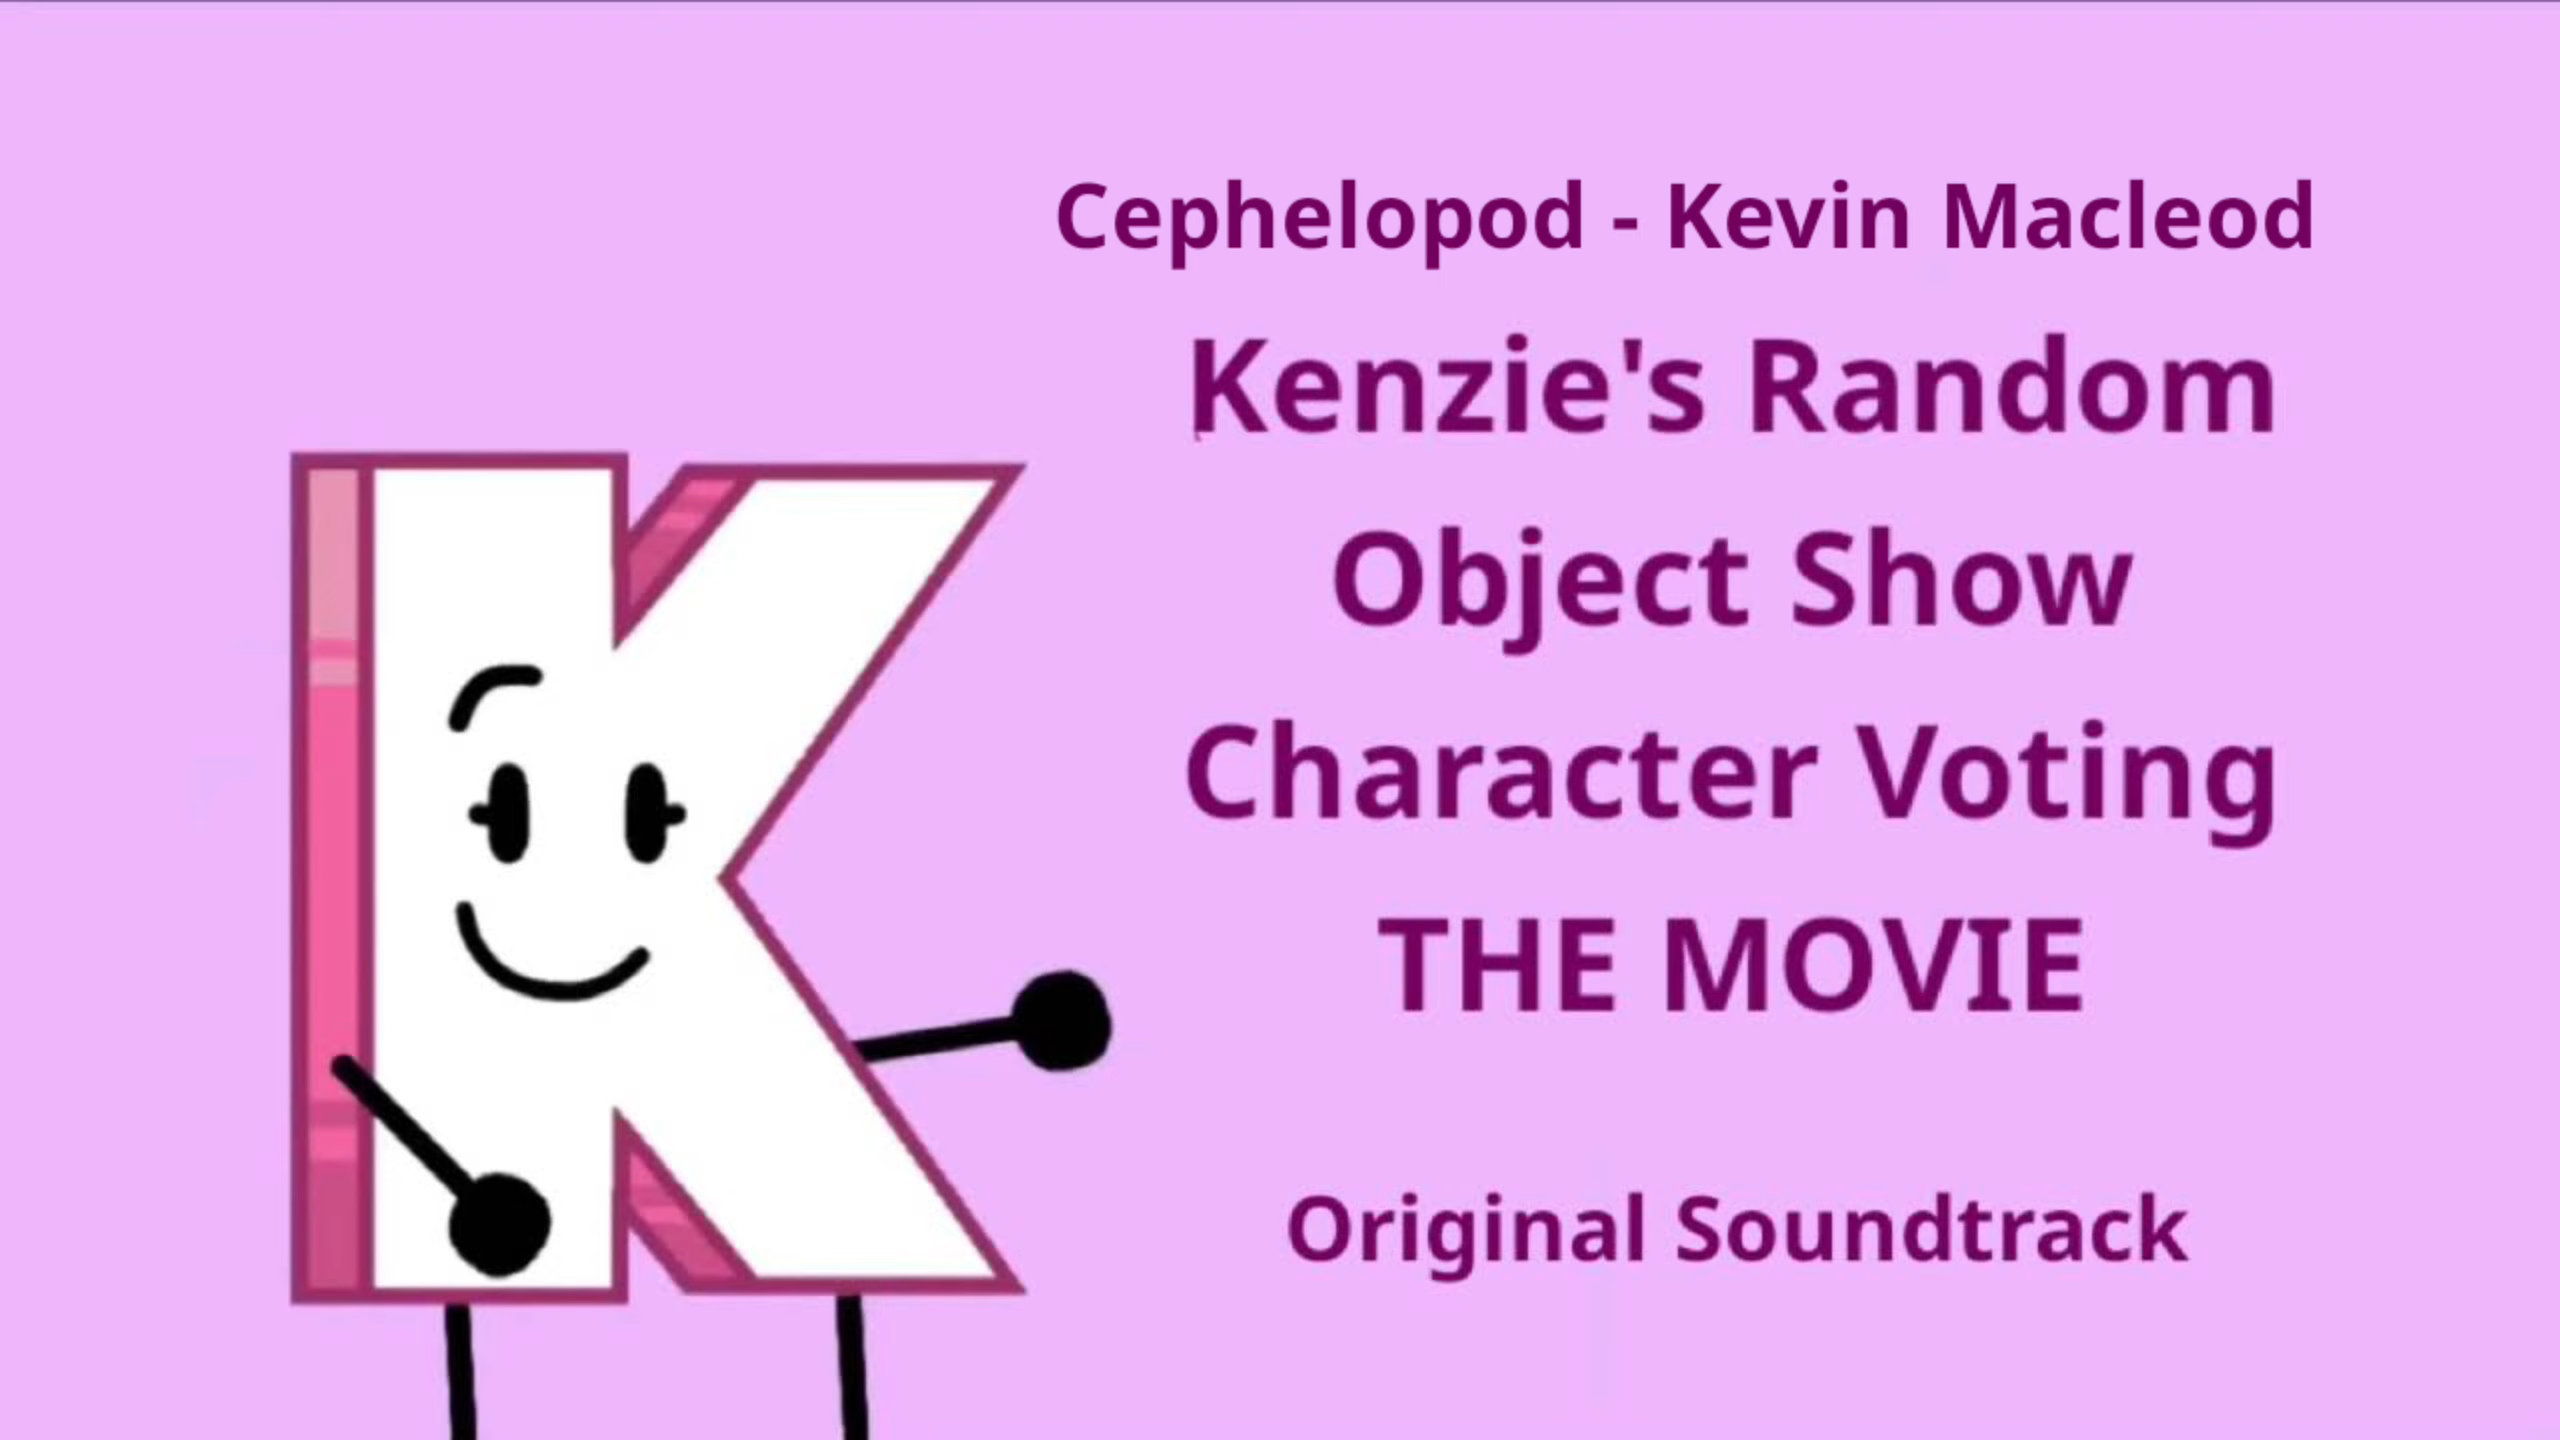 Cephelopod - Kevin Macleod
Kenzie's Random
Object Show
Character Voting
THE MOVIE
Original Soundtrack